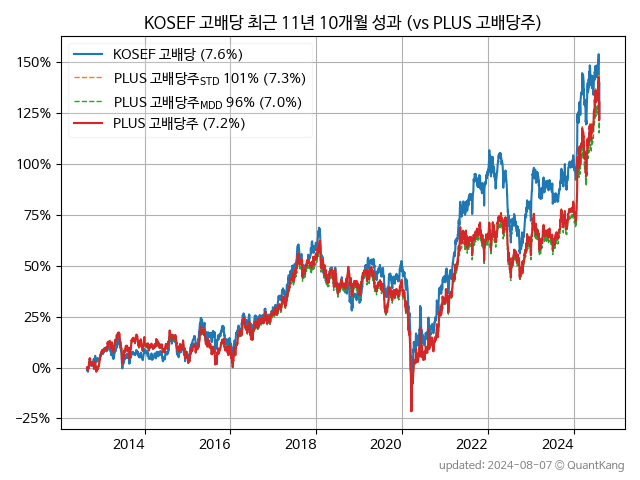 KOSEF 고배당 최근 11년 10개월 성과 (vs PLUS 고배당주)
KOSEF 고배당 (7.6%)
PLUS 고배당주STD 101% (7.3%)
PLUS 고배당주MDD 96% (7.0%)
PLUS 고배당주 (7.2%)
150%
125%
100%
75%
50%
25%
0%
−25%
2014 2016 2018 2020 2022 2024
updated: 2024-08-07 © QuantKang